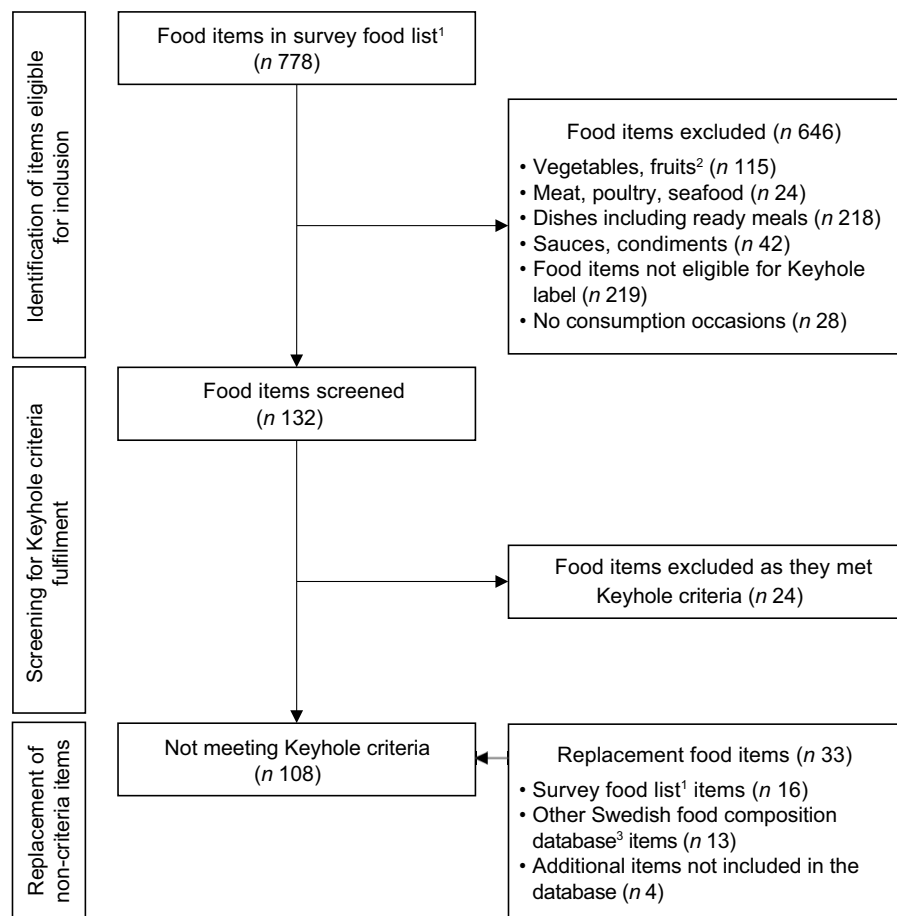 Identification of items eligible
for inclusion
Food items in survey food list¹
(n 778)
Food items excluded (n 646)
• Vegetables, fruits² (n 115)
• Meat, poultry, seafood (n 24)
• Dishes including ready meals (n 218)
• Sauces, condiments (n 42)
• Food items not eligible for Keyhole
label (n 219)
• No consumption occasions (n 28)
Screening for Keyhole criteria
fulfilment
Food items screened
(n 132)
Food items excluded as they met
Keyhole criteria (n 24)
Replacement of
non-criteria items
Not meeting Keyhole criteria
(n 108)
Replacement food items (n 33)
• Survey food list¹ items (n 16)
• Other Swedish food composition
database³ items (n 13)
• Additional items not included in the
database (n 4)